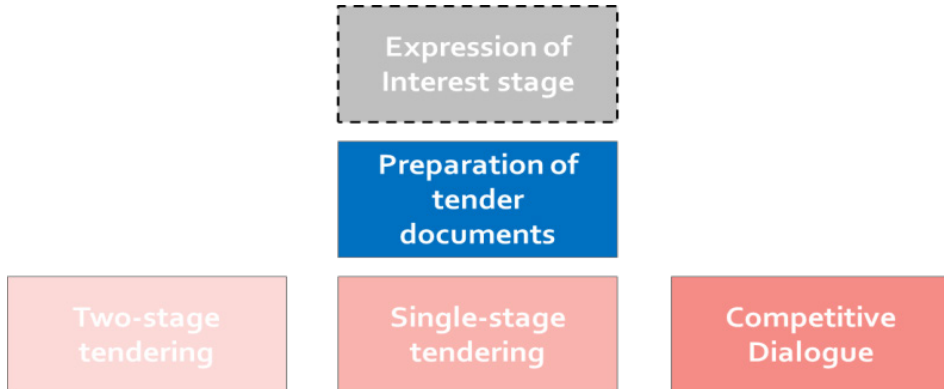 Expression of
Interest stage
Preparation of
tender
documents
Two-stage
tendering
Single-stage
tendering
Competitive
Dialogue